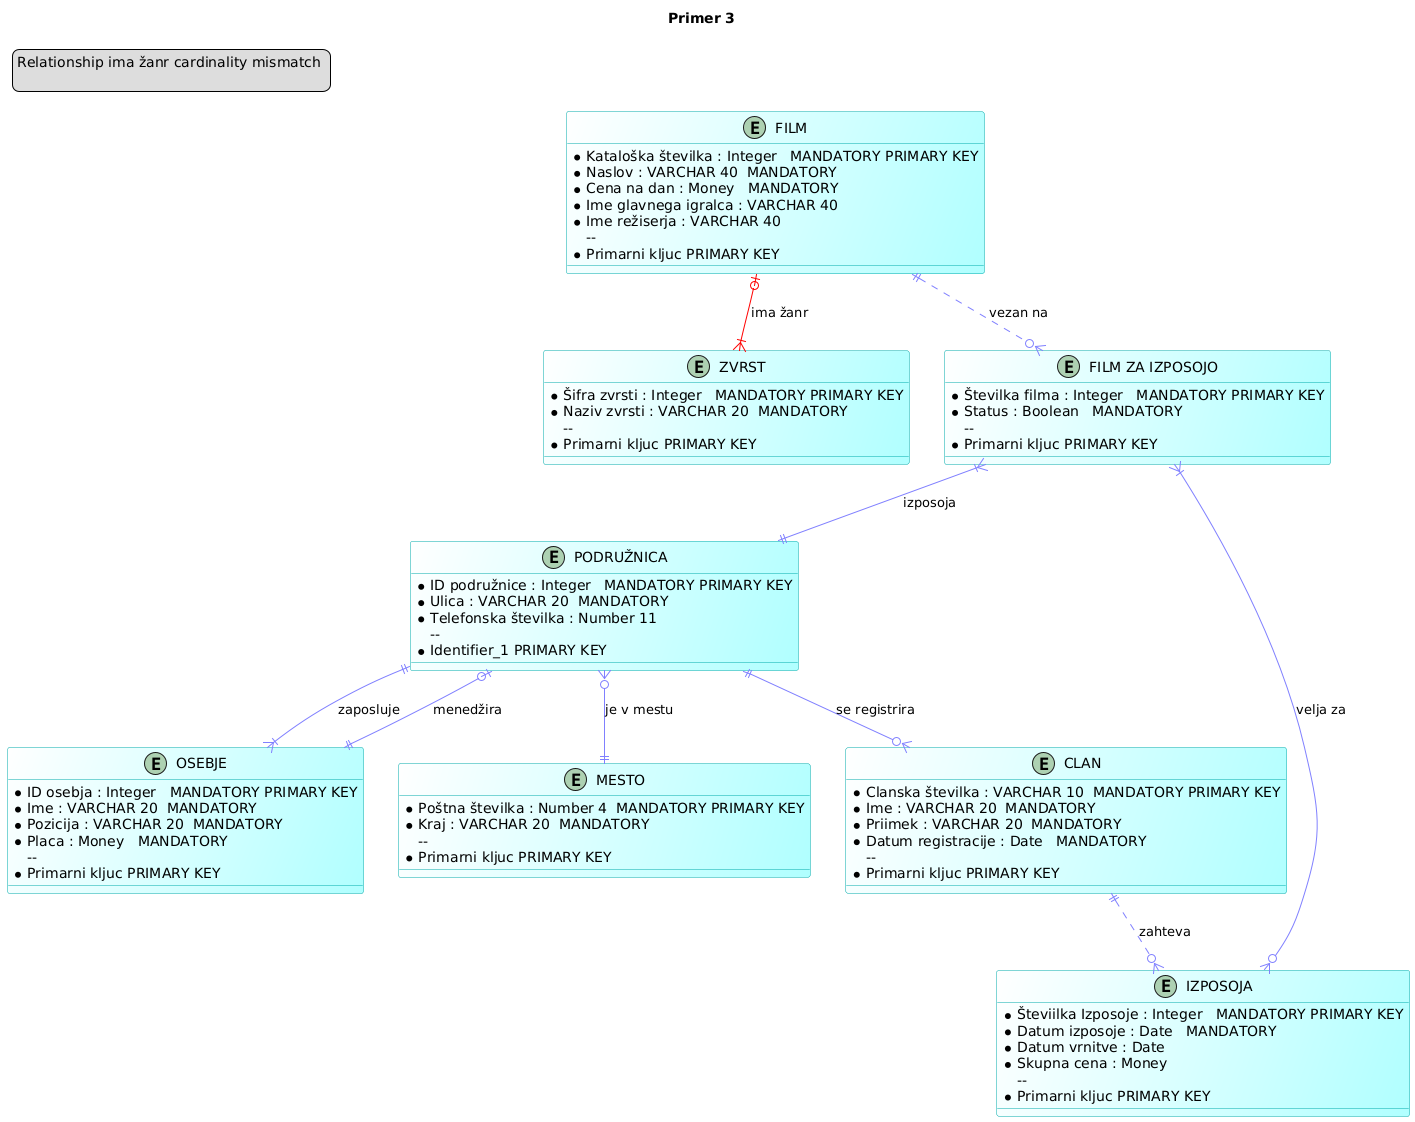 Primer 3
Relationship ima žanr cardinality mismatch
E FILM
Kataloška številka : Integer   MANDATORY PRIMARY KEY
Naslov : VARCHAR 40  MANDATORY
Cena na dan : Money   MANDATORY
Ime glavnega igralca : VARCHAR 40
Ime režiserja : VARCHAR 40
--
Primarni kljuc PRIMARY KEY
ima žanr
vezan na
E ZVRST
Šifra zvrsti : Integer   MANDATORY PRIMARY KEY
Naziv zvrsti : VARCHAR 20  MANDATORY
--
Primarni kljuc PRIMARY KEY
E FILM ZA IZPOSOJO
Številka filma : Integer   MANDATORY PRIMARY KEY
Status : Boolean   MANDATORY
--
Primarni kljuc PRIMARY KEY
izposoja
E PODRUŽNICA
ID podružnice : Integer   MANDATORY PRIMARY KEY
Ulica : VARCHAR 20  MANDATORY
Telefonska številka : Number 11
--
Identifier_1 PRIMARY KEY
zaposluje
menedžira
je v mestu
se registrira
velja za
E OSEBJE
ID osebja : Integer   MANDATORY PRIMARY KEY
Ime : VARCHAR 20  MANDATORY
Pozicija : VARCHAR 20  MANDATORY
Placa : Money   MANDATORY
--
Primarni kljuc PRIMARY KEY
E MESTO
Poštna številka : Number 4  MANDATORY PRIMARY KEY
Kraj : VARCHAR 20  MANDATORY
--
Primarni kljuc PRIMARY KEY
E CLAN
Clanska številka : VARCHAR 10  MANDATORY PRIMARY KEY
Ime : VARCHAR 20  MANDATORY
Priimek : VARCHAR 20  MANDATORY
Datum registracije : Date   MANDATORY
--
Primarni kljuc PRIMARY KEY
zahteva
E IZPOSOJA
Števiilka Izposoje : Integer   MANDATORY PRIMARY KEY
Datum izposoje : Date   MANDATORY
Datum vrnitve : Date
Skupna cena : Money
--
Primarni kljuc PRIMARY KEY